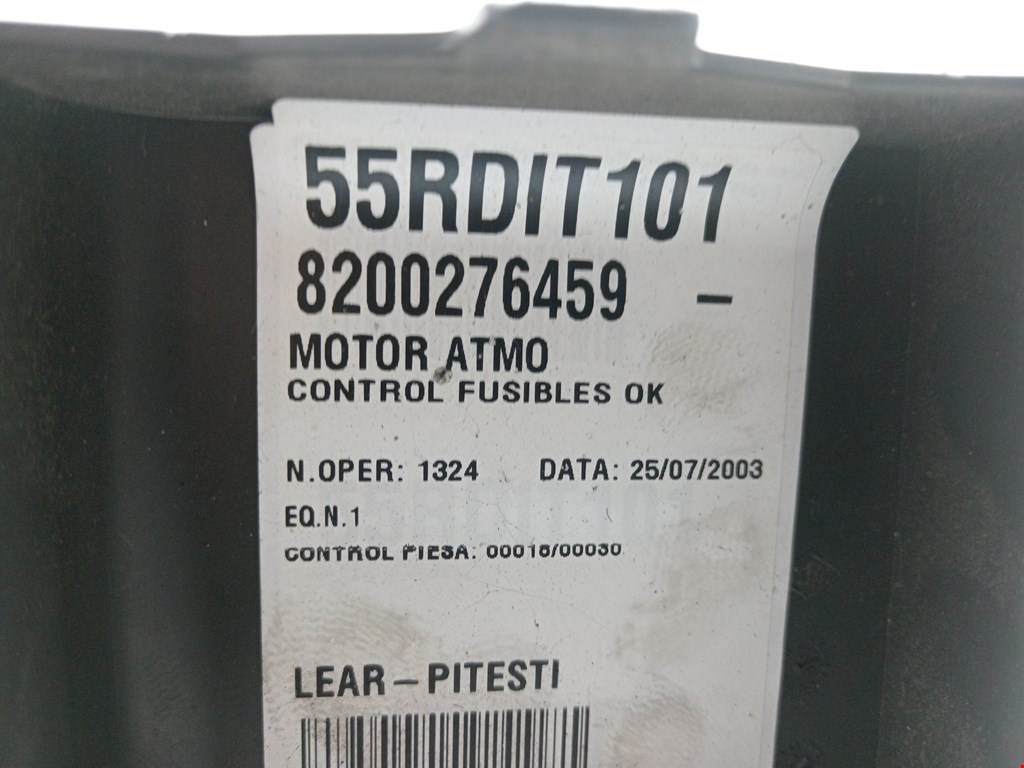 55RDIT101
8200276459 –
MOTOR ATMO
CONTROL FUSIBLES OK
N.OPER: 1324 DATA: 25/07/2003
EQ.N.1
CONTROL PIESA: 00018/00030
LEAR – PITESTI